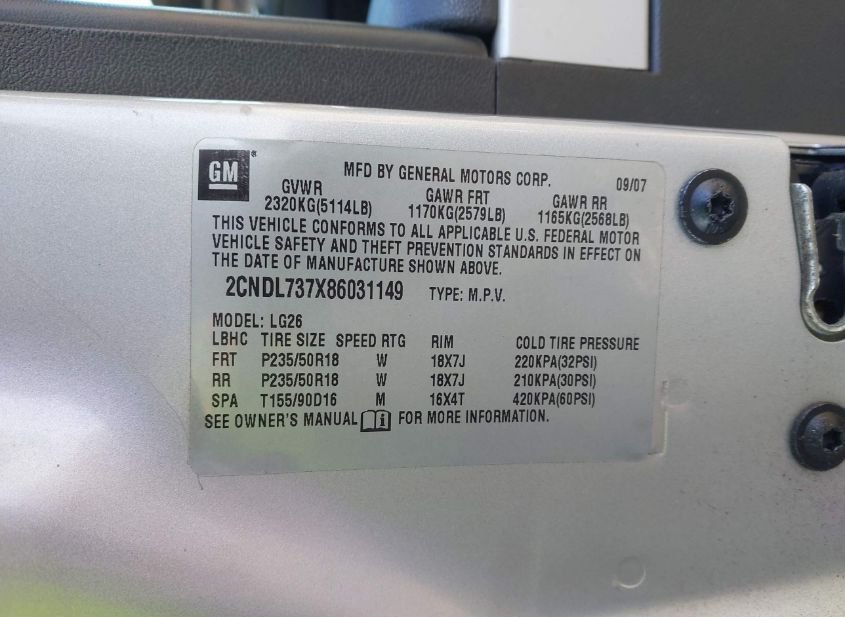 GM
MFD BY GENERAL MOTORS CORP. 09/07
GVWR GAWR FRT GAWR RR
2320KG(5114LB) 1170KG(2579LB) 1165KG(2568LB)
THIS VEHICLE CONFORMS TO ALL APPLICABLE U.S. FEDERAL MOTOR
VEHICLE SAFETY AND THEFT PREVENTION STANDARDS IN EFFECT ON
THE DATE OF MANUFACTURE SHOWN ABOVE.
2CNDL737X86031149 TYPE: M.P.V.
MODEL: LG26
LBHC TIRE SIZE SPEED RTG RIM COLD TIRE PRESSURE
FRT P235/50R18 W 18X7J 220KPA(32PSI)
RR P235/50R18 W 18X7J 210KPA(30PSI)
SPA T155/90D16 M 16X4T 420KPA(60PSI)
SEE OWNER'S MANUAL i FOR MORE INFORMATION.